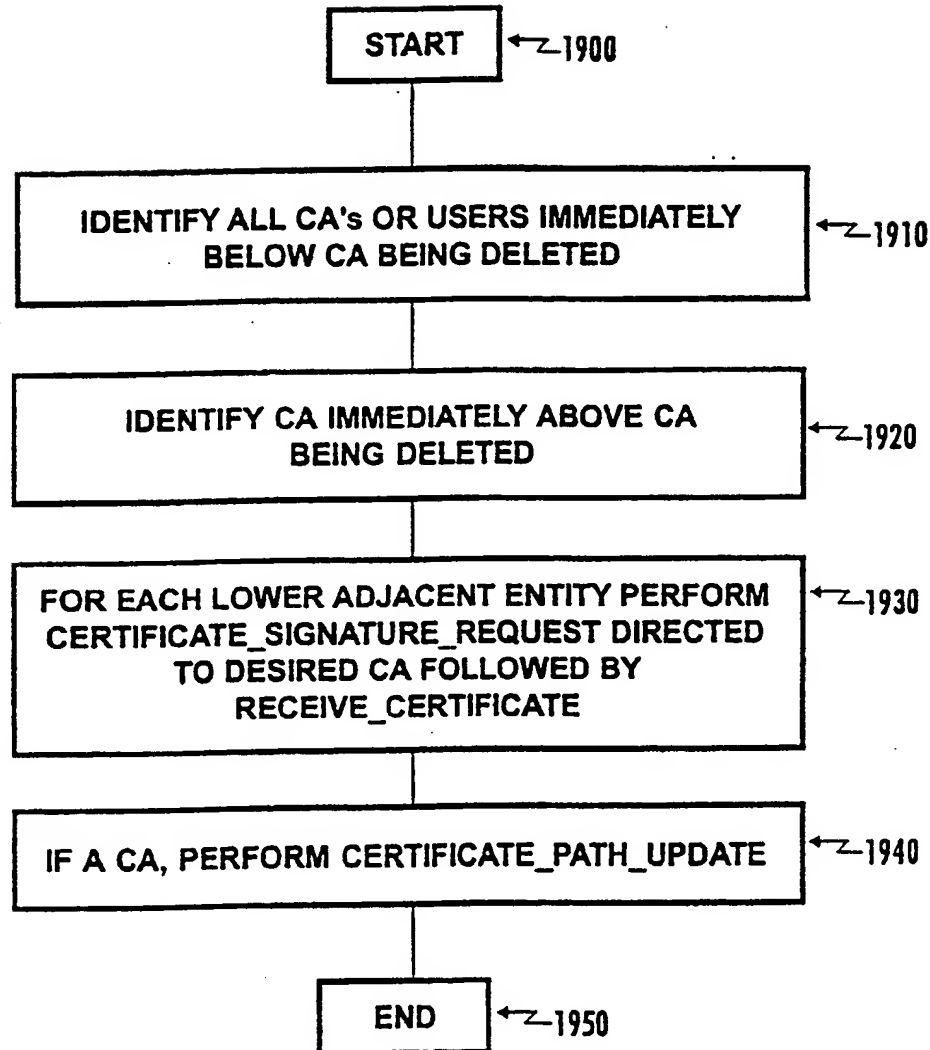 START
1900
IDENTIFY ALL CA's OR USERS IMMEDIATELY
BELOW CA BEING DELETED
1910
IDENTIFY CA IMMEDIATELY ABOVE CA
BEING DELETED
1920
FOR EACH LOWER ADJACENT ENTITY PERFORM
CERTIFICATE_SIGNATURE_REQUEST DIRECTED
TO DESIRED CA FOLLOWED BY
RECEIVE_CERTIFICATE
1930
IF A CA, PERFORM CERTIFICATE_PATH_UPDATE
1940
END
1950